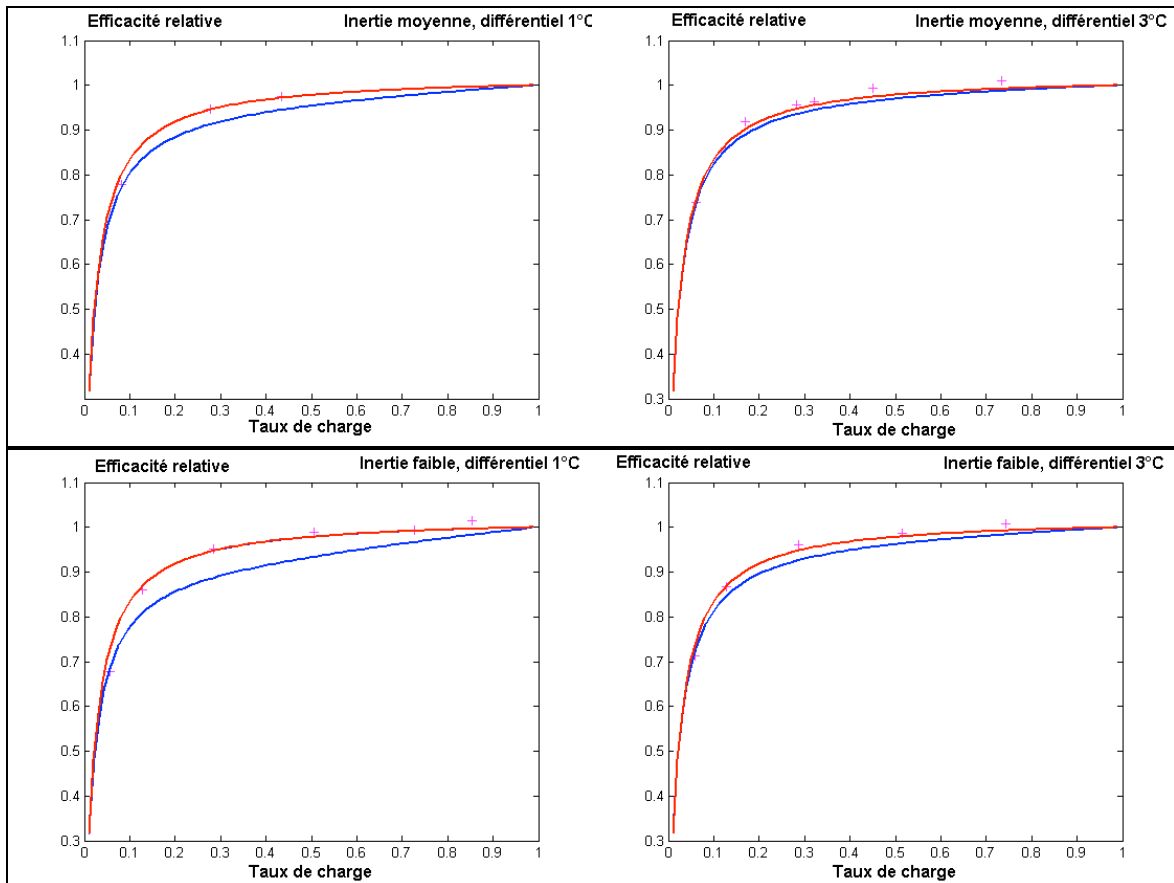 Efficacité relative
Inertie moyenne, différentiel 1°C
1.1
1
0.9
0.8
0.7
0.6
0.5
0.4
0 0.1 0.2 0.3 0.4 0.5 0.6 0.7 0.8 0.9 1
Taux de charge
Efficacité relative
Inertie moyenne, différentiel 3°C
1.1
1
0.9
0.8
0.7
0.6
0.5
0.4
0.3
0 0.1 0.2 0.3 0.4 0.5 0.6 0.7 0.8 0.9 1
Taux de charge
Efficacité relative
Inertie faible, différentiel 1°C
1.1
1
0.9
0.8
0.7
0.6
0.5
0.4
0.3
0 0.1 0.2 0.3 0.4 0.5 0.6 0.7 0.8 0.9 1
Taux de charge
Efficacité relative
Inertie faible, différentiel 3°C
1.1
1
0.9
0.8
0.7
0.6
0.5
0.4
0.3
0 0.1 0.2 0.3 0.4 0.5 0.6 0.7 0.8 0.9 1
Taux de charge